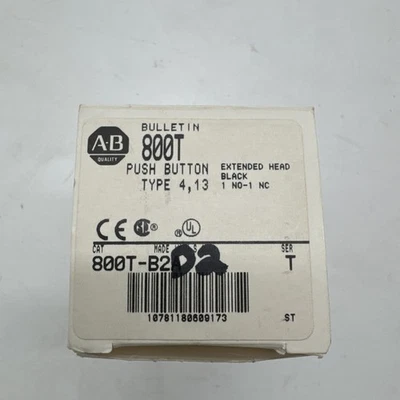 A-B
QUALITY
BULLETIN
800T
PUSH BUTTON
TYPE 4,13
EXTENDED HEAD
BLACK
1 NO-1 NC
CE
UL
CAT
MADE
SER
800T-B2
D2
T
10781180609173
ST